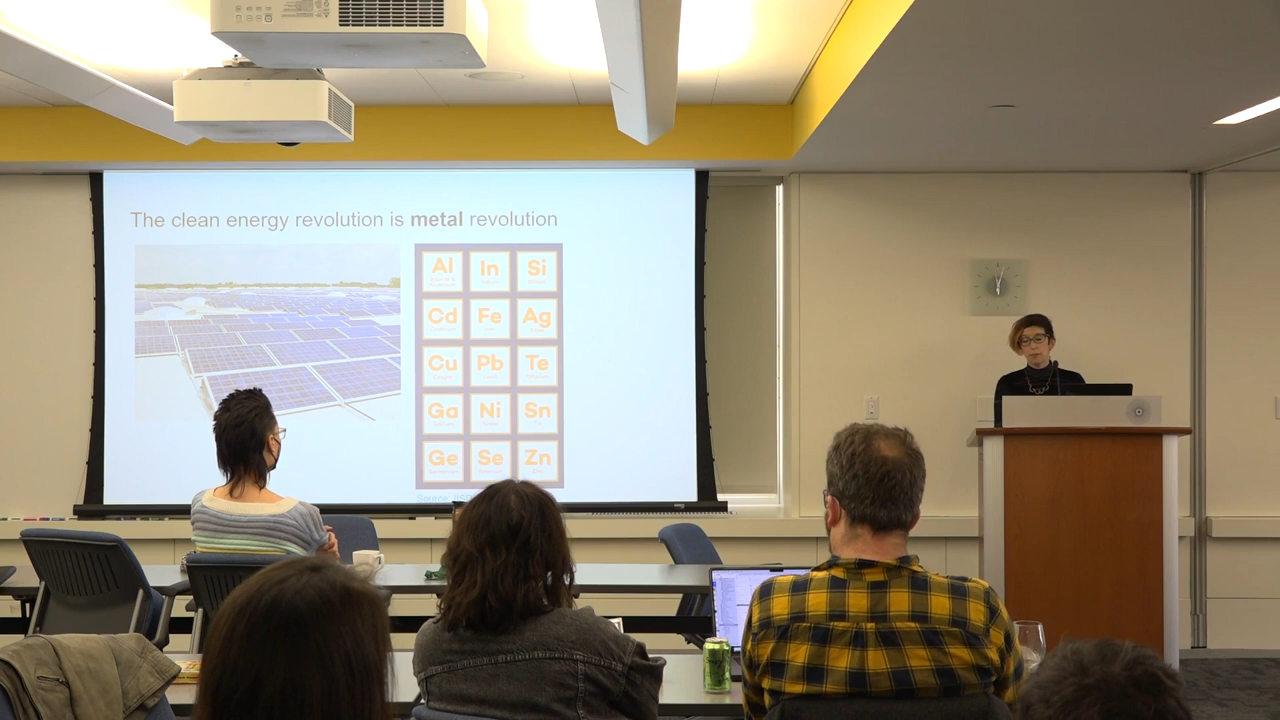 The clean energy revolution is metal revolution
Al In Si
Cd Fe Ag
Cu Pb Te
Ga Ni Sn
Ge Se Zn
Source: